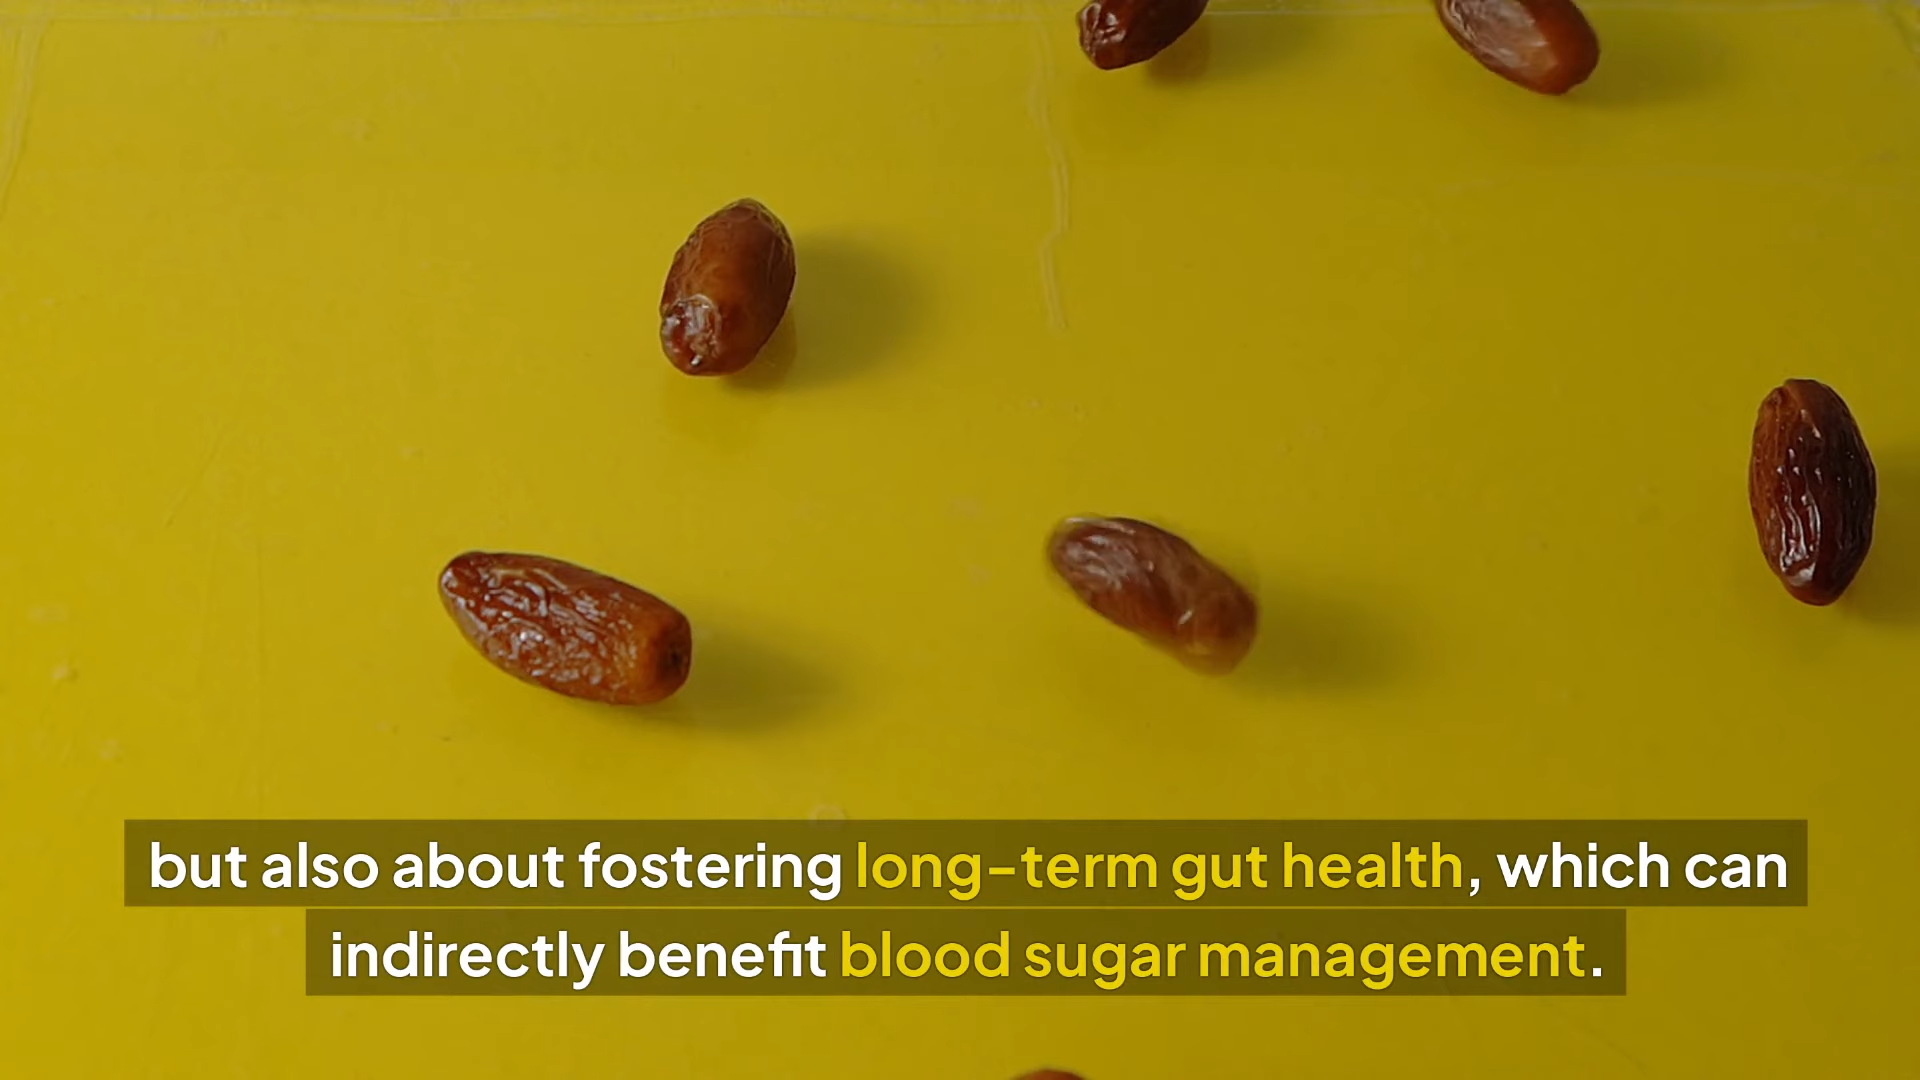 but also about fostering long-term gut health, which can
indirectly benefit blood sugar management.